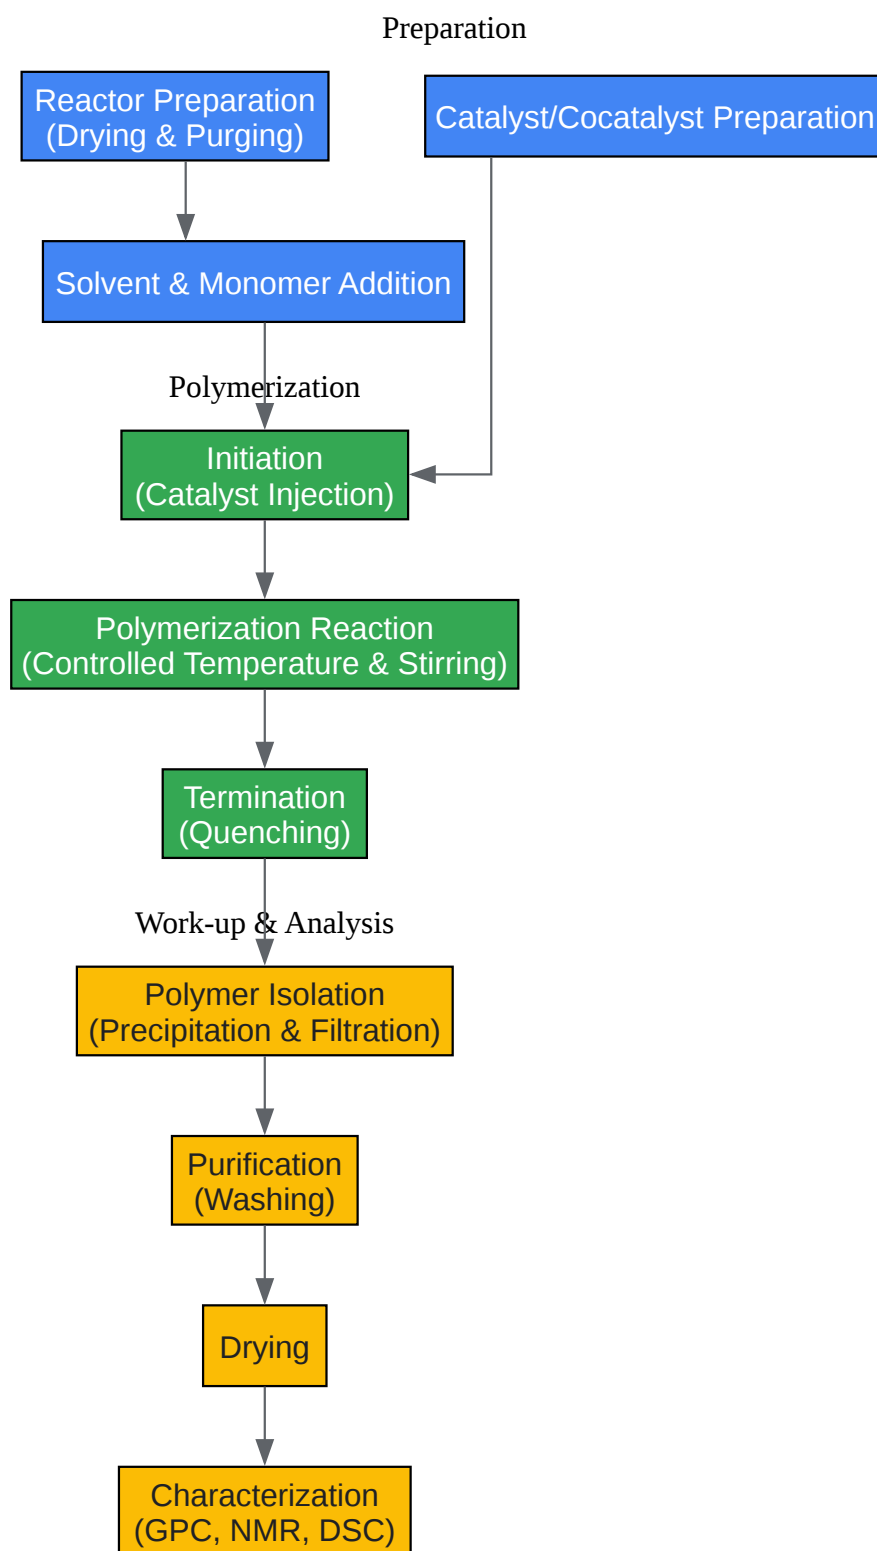 Preparation
Reactor Preparation
(Drying & Purging)
Catalyst/Cocatalyst Preparation
Solvent & Monomer Addition
Polymerization
Initiation
(Catalyst Injection)
Polymerization Reaction
(Controlled Temperature & Stirring)
Termination
(Quenching)
Work-up & Analysis
Polymer Isolation
(Precipitation & Filtration)
Purification
(Washing)
Drying
Characterization
(GPC, NMR, DSC)